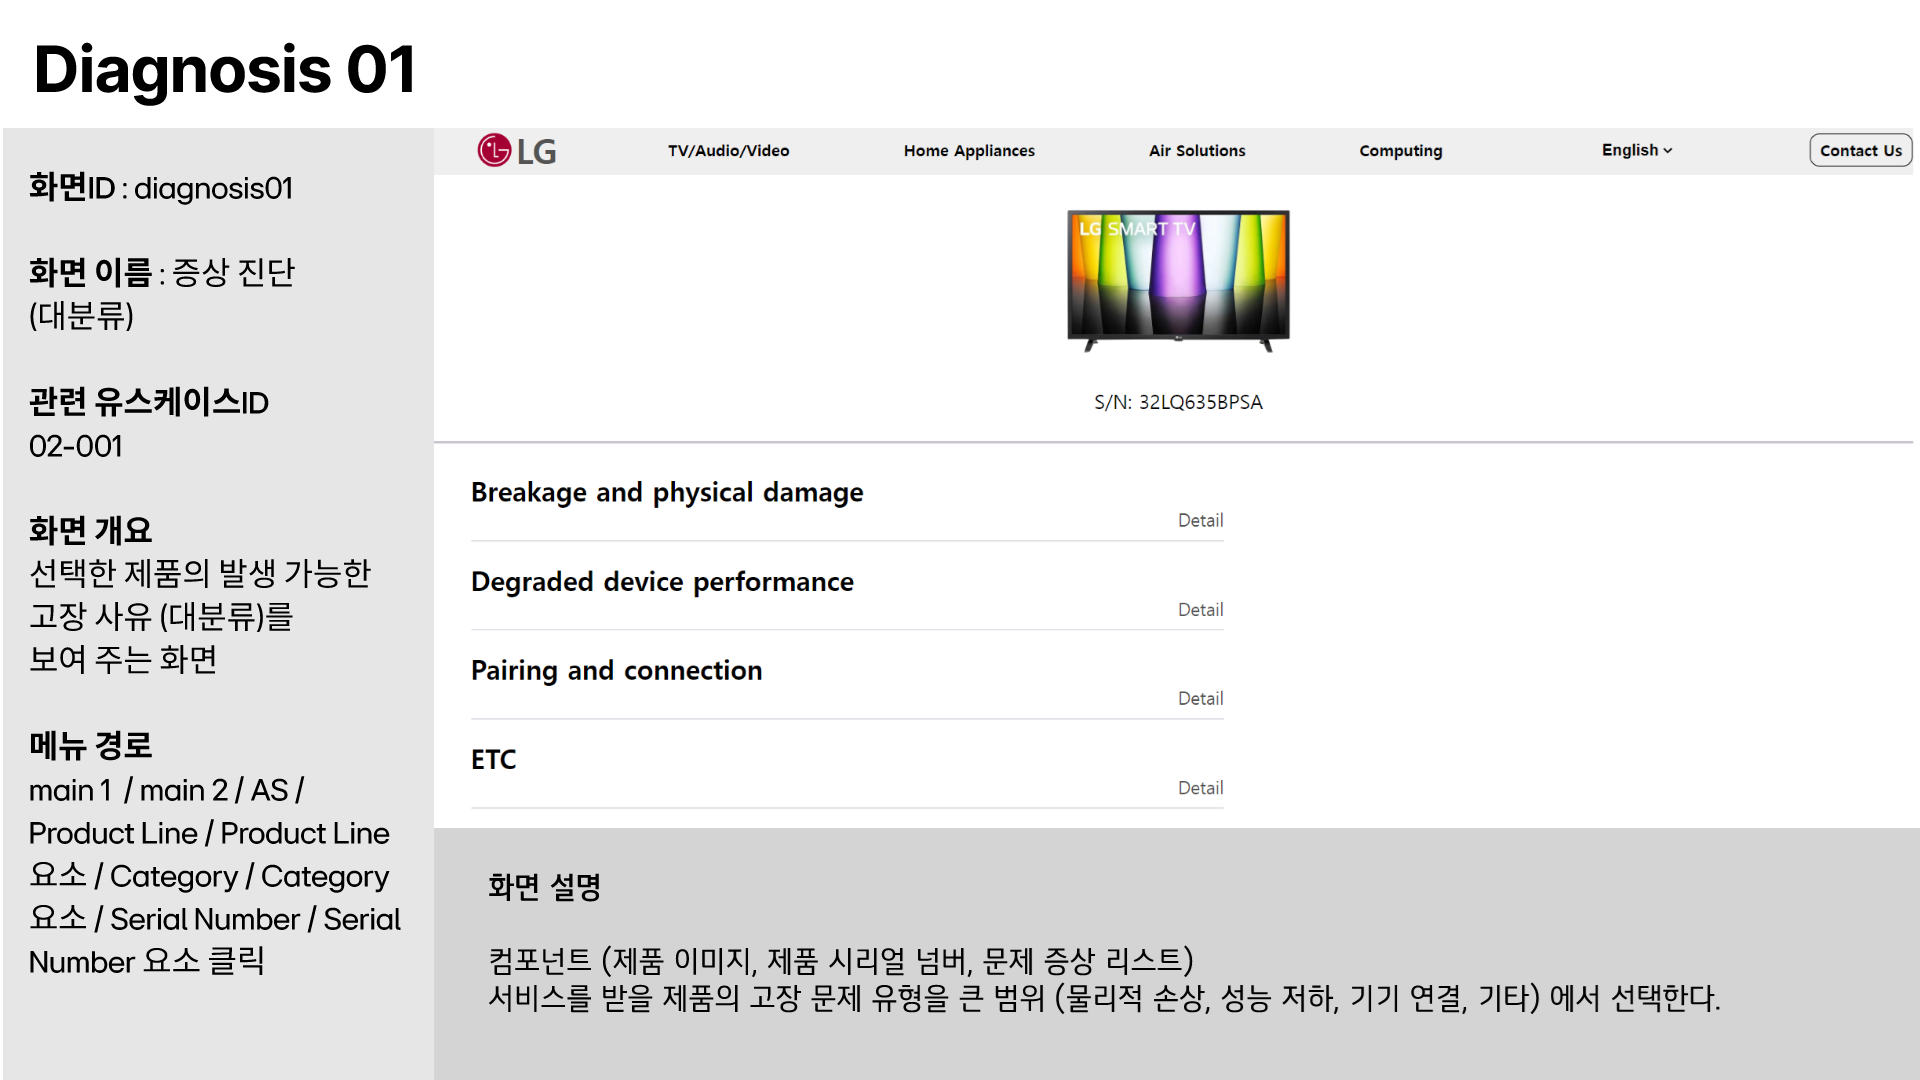 Diagnosis 01
화면ID : diagnosis01
화면 이름 : 증상 진단
(대분류)
관련 유스케이스ID
02-001
화면 개요
선택한 제품의 발생 가능한
고장 사유 (대분류)를
보여 주는 화면
메뉴 경로
main 1 / main 2 / AS /
Product Line / Product Line
요소 / Category / Category
요소 / Serial Number / Serial
Number 요소 클릭
LG
TV/Audio/Video
Home Appliances
Air Solutions
Computing
English
Contact Us
LG SMART TV
S/N: 32LQ635BPSA
Breakage and physical damage
Detail
Degraded device performance
Detail
Pairing and connection
Detail
ETC
Detail
화면 설명
컴포넌트 (제품 이미지, 제품 시리얼 넘버, 문제 증상 리스트)
서비스를 받을 제품의 고장 문제 유형을 큰 범위 (물리적 손상, 성능 저하, 기기 연결, 기타) 에서 선택한다.